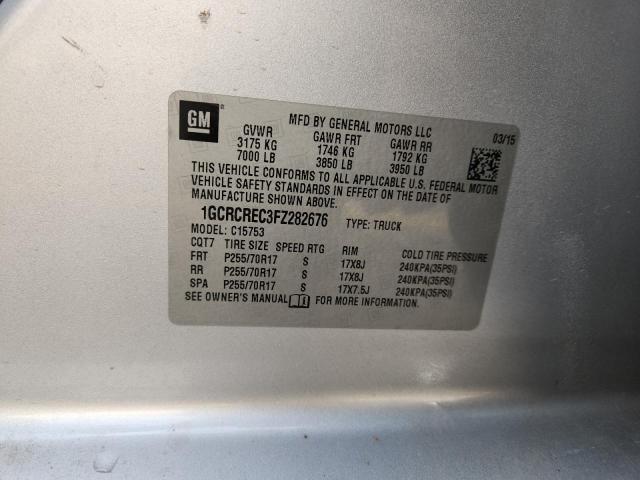 GM
MFD BY GENERAL MOTORS LLC 03/15
GVWR GAWR FRT GAWR RR
3175 KG 1746 KG 1792 KG
7000 LB 3850 LB 3950 LB
THIS VEHICLE CONFORMS TO ALL APPLICABLE U.S. FEDERAL MOTOR
VEHICLE SAFETY STANDARDS IN EFFECT ON THE DATE OF
MANUFACTURE SHOWN ABOVE.
1GCRCREC3FZ282676 TYPE: TRUCK
MODEL: C15753
CQT7 TIRE SIZE SPEED RTG RIM COLD TIRE PRESSURE
FRT P255/70R17 S 17X8J 240KPA(35PSI)
RR P255/70R17 S 17X8J 240KPA(35PSI)
SPA P255/70R17 S 17X7.5J 240KPA(35PSI)
SEE OWNER'S MANUAL FOR MORE INFORMATION.